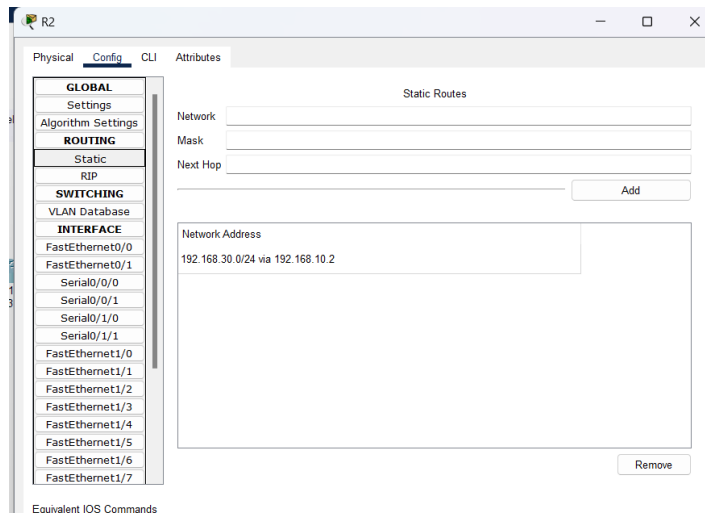 R2
Physical Config CLI Attributes
GLOBAL
Settings
Algorithm Settings
ROUTING
Static
RIP
SWITCHING
VLAN Database
INTERFACE
FastEthernet0/0
FastEthernet0/1
Serial0/0/0
Serial0/0/1
Serial0/1/0
Serial0/1/1
FastEthernet1/0
FastEthernet1/1
FastEthernet1/2
FastEthernet1/3
FastEthernet1/4
FastEthernet1/5
FastEthernet1/6
FastEthernet1/7
Static Routes
Network
Mask
Next Hop
Add
Network Address
192.168.30.0/24 via 192.168.10.2
Remove
Equivalent IOS Commands